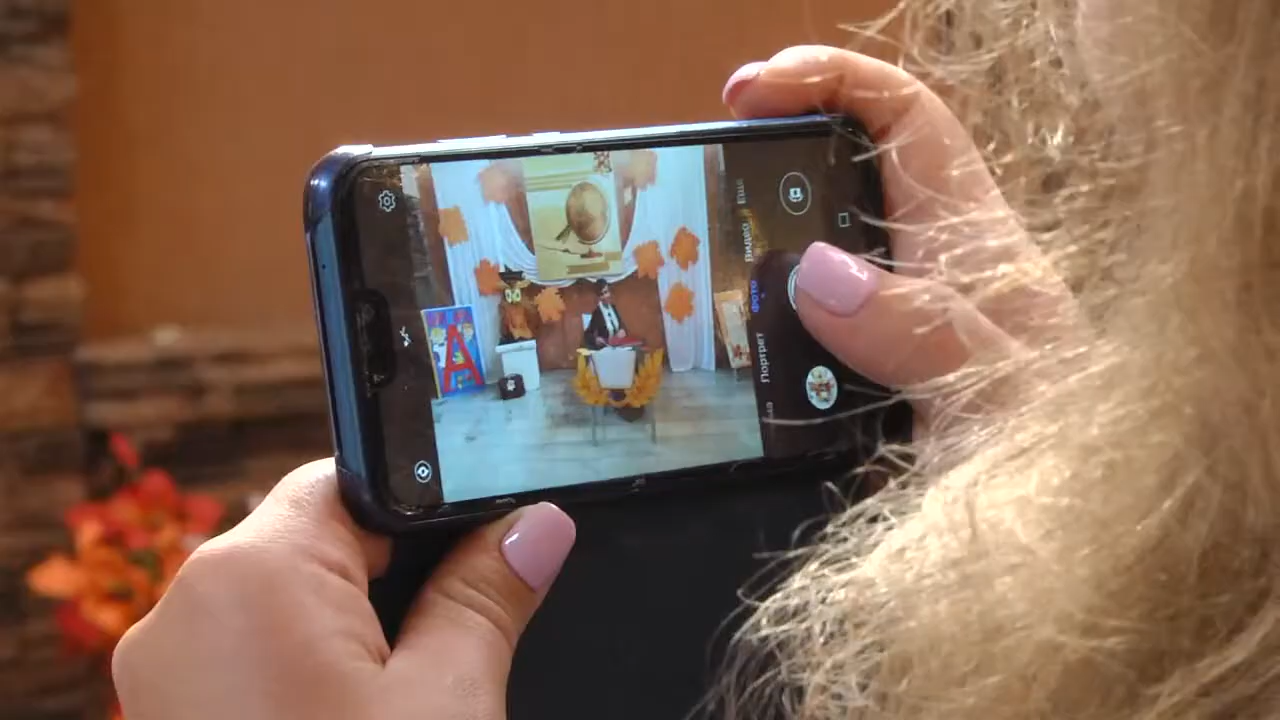 Ещё
Видео
Фото
Портрет
А